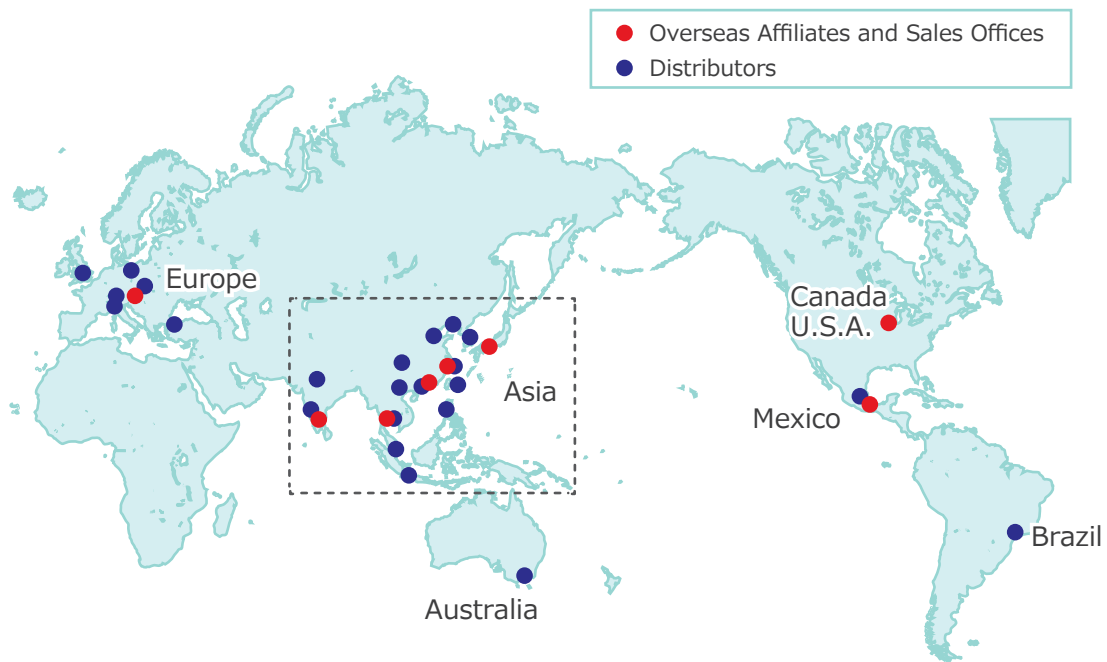 Overseas Affiliates and Sales Offices
Distributors
Europe
Canada
U.S.A.
Asia
Mexico
Brazil
Australia